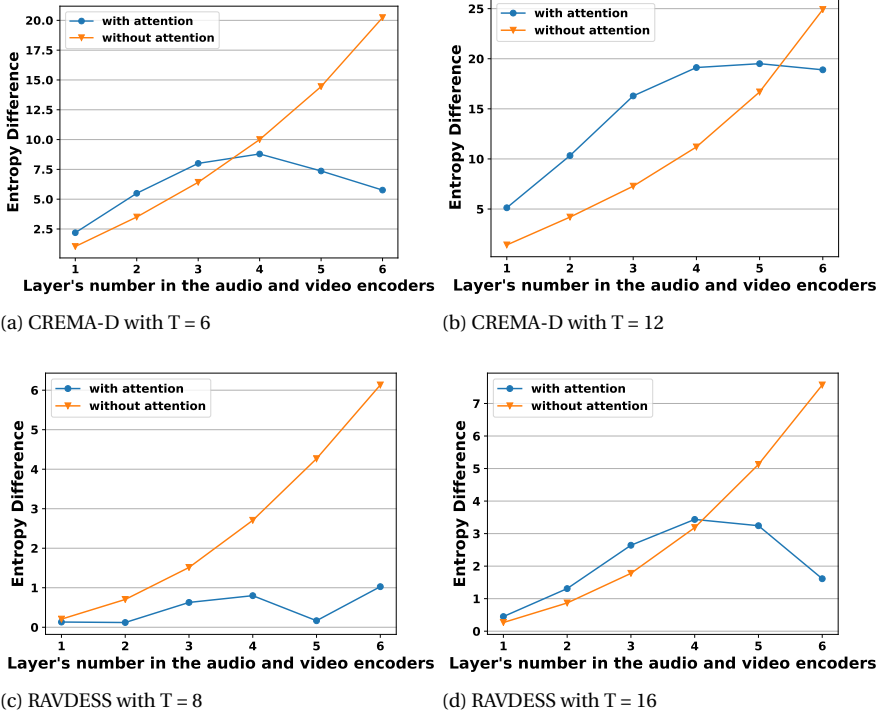 with attention
without attention
20.0
17.5
15.0
12.5
10.0
7.5
5.0
2.5
Entropy Difference
1 2 3 4 5 6
Layer's number in the audio and video encoders
(a) CREMA-D with T = 6
with attention
without attention
25
20
15
10
5
Entropy Difference
1 2 3 4 5 6
Layer's number in the audio and video encoders
(b) CREMA-D with T = 12
with attention
without attention
6
5
4
3
2
1
0
Entropy Difference
1 2 3 4 5 6
Layer's number in the audio and video encoders
(c) RAVDESS with T = 8
with attention
without attention
7
6
5
4
3
2
1
0
Entropy Difference
1 2 3 4 5 6
Layer's number in the audio and video encoders
(d) RAVDESS with T = 16